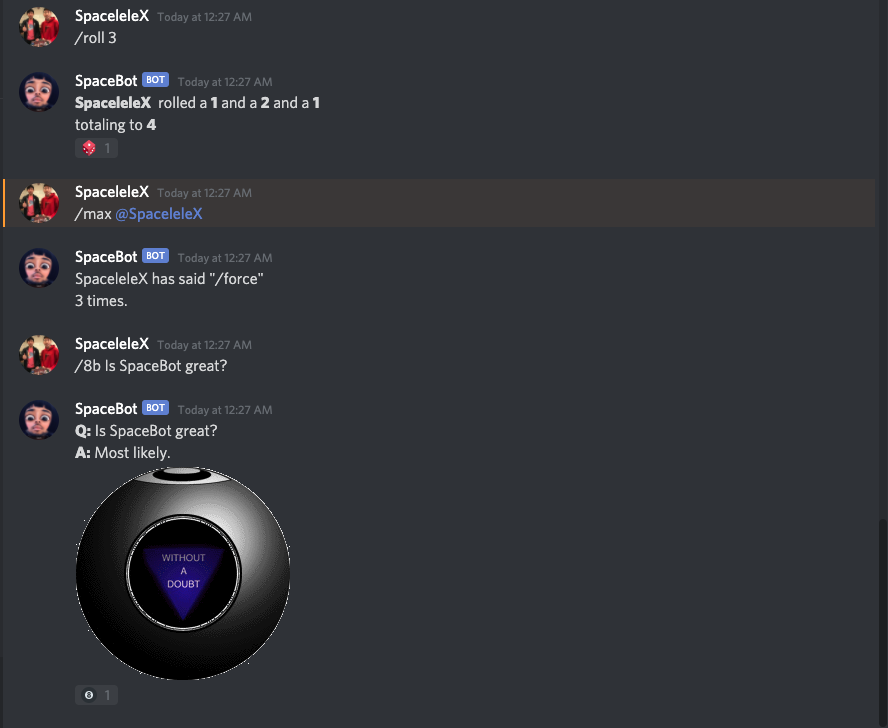 SpaceleleX Today at 12:27 AM
/roll 3
SpaceBot BOT Today at 12:27 AM
SpaceleleX rolled a 1 and a 2 and a 1
totaling to 4
1
SpaceleleX Today at 12:27 AM
/max @SpaceleleX
SpaceBot BOT Today at 12:27 AM
SpaceleleX has said "/force"
3 times.
SpaceleleX Today at 12:27 AM
/8b Is SpaceBot great?
SpaceBot BOT Today at 12:27 AM
Q: Is SpaceBot great?
A: Most likely.
WITHOUT
A
DOUBT
8 1